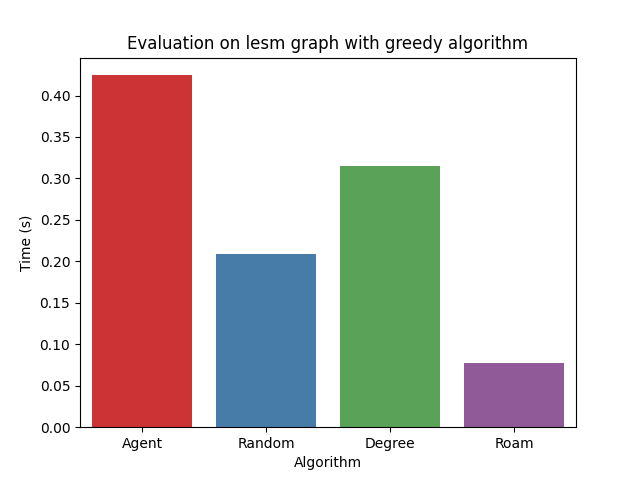 Evaluation on lesm graph with greedy algorithm
Time (s)
0.40
0.35
0.30
0.25
0.20
0.15
0.10
0.05
0.00
Agent Random Degree Roam
Algorithm